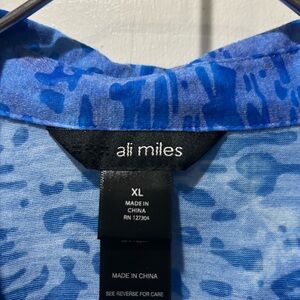 ali miles
XL
MADE IN
CHINA
RN 127304
MADE IN CHINA
SEE REVERSE FOR CARE